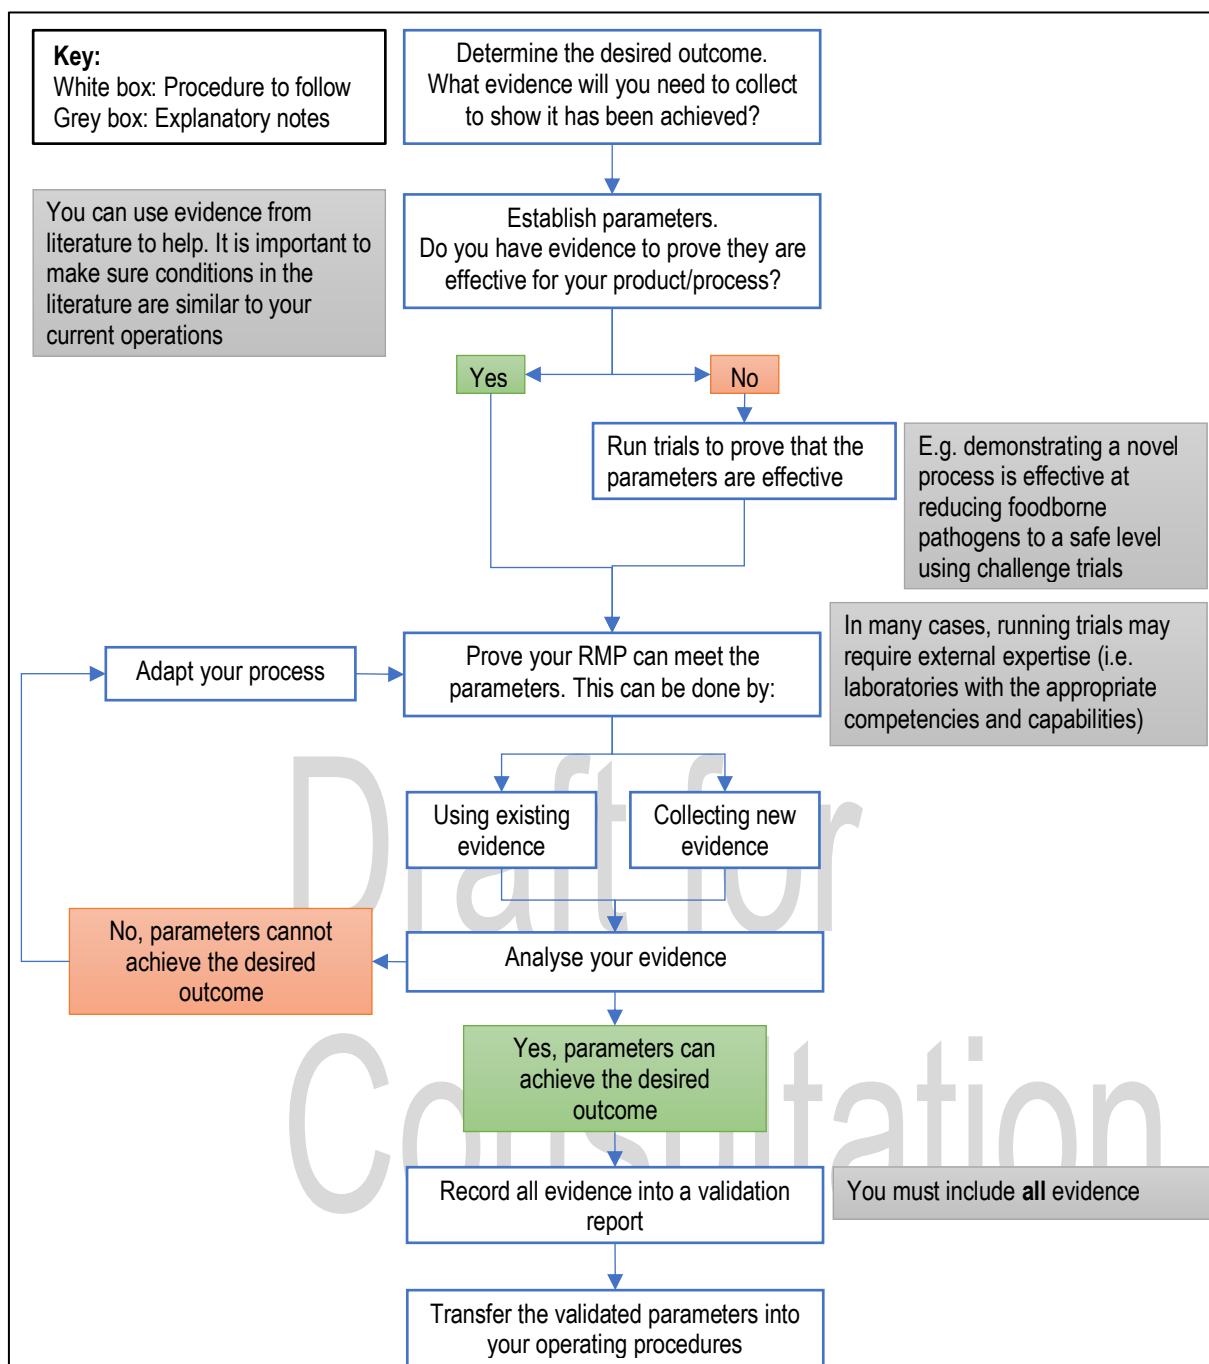 Key:
White box: Procedure to follow
Grey box: Explanatory notes
Determine the desired outcome.
What evidence will you need to collect
to show it has been achieved?
You can use evidence from
literature to help. It is important to
make sure conditions in the
literature are similar to your
current operations
Establish parameters.
Do you have evidence to prove they are
effective for your product/process?
Yes
No
Run trials to prove that the
parameters are effective
E.g. demonstrating a novel
process is effective at
reducing foodborne
pathogens to a safe level
using challenge trials
Adapt your process
Prove your RMP can meet the
parameters. This can be done by:
In many cases, running trials may
require external expertise (i.e.
laboratories with the appropriate
competencies and capabilities)
Using existing
evidence
Collecting new
evidence
No, parameters cannot
achieve the desired
outcome
Analyse your evidence
Yes, parameters can
achieve the desired
outcome
Record all evidence into a validation
report
You must include all evidence
Transfer the validated parameters into
your operating procedures
Draft for
Consultation